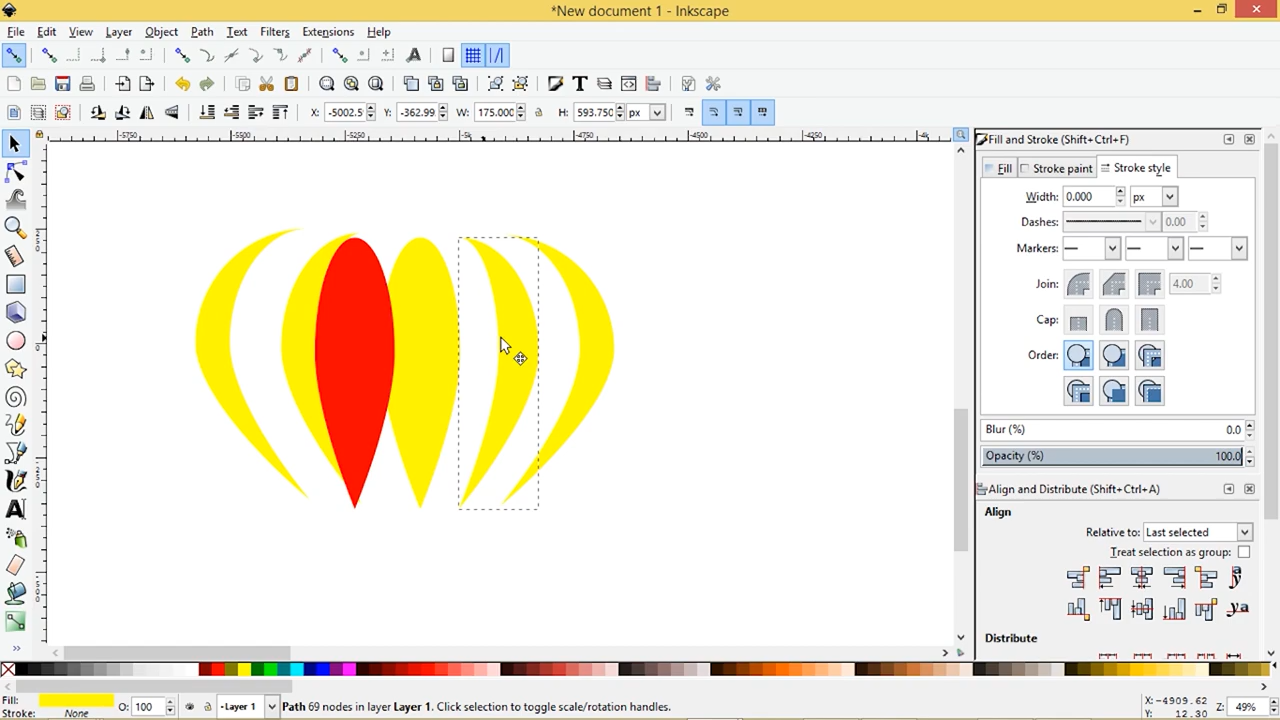 *New document 1 - Inkscape
File Edit View Layer Object Path Text Filters Extensions Help
X: -5002.5 Y: -362.99 W: 175.000 H: 593.750 px
Fill and Stroke (Shift+Ctrl+F)
Fill Stroke paint Stroke style
Width: 0.000 px
Dashes: 0.00
Markers:
Join: 4.00
Cap:
Order:
Blur (%) 0.0
Opacity (%) 100.0
Align and Distribute (Shift+Ctrl+A)
Align
Relative to: Last selected
Treat selection as group:
Distribute
Fill: O: 100 Layer 1 Path 69 nodes in layer Layer 1. Click selection to toggle scale/rotation handles. X: -4909.62 Z: 49%
Stroke: None Y: 12.30